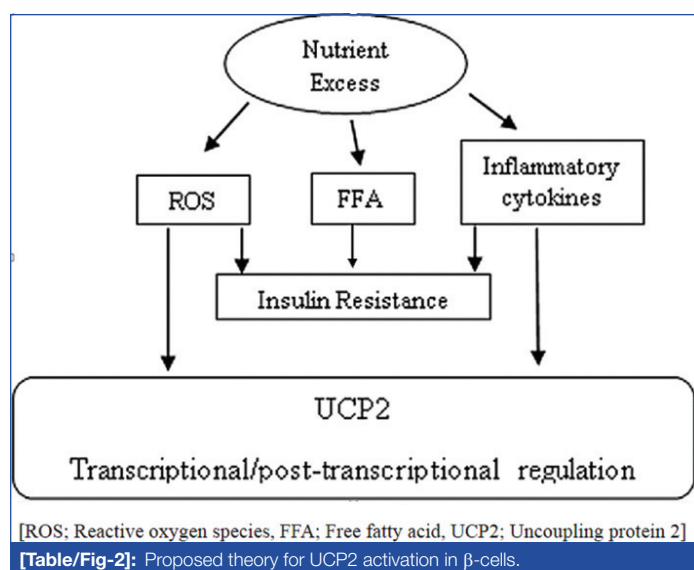 Nutrient
Excess
ROS
FFA
Inflammatory
cytokines
Insulin Resistance
UCP2
Transcriptional/post-transcriptional regulation
[ROS; Reactive oxygen species, FFA; Free fatty acid, UCP2; Uncoupling protein 2]
[Table/Fig-2]: Proposed theory for UCP2 activation in β-cells.